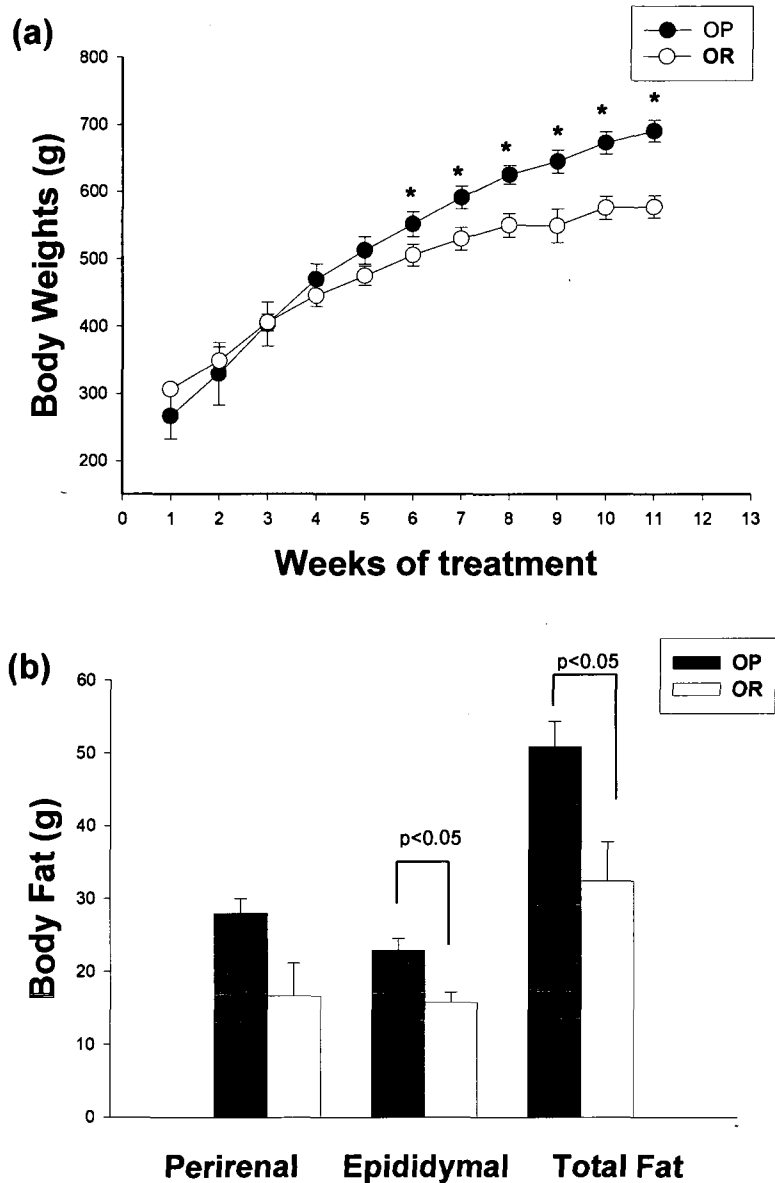 (a)
OP
OR
800
700
600
500
400
300
200
Body Weights (g)
* * * * * *
0 1 2 3 4 5 6 7 8 9 10 11 12 13
Weeks of treatment
(b)
OP
OR
60
50
40
30
20
10
0
Body Fat (g)
p<0.05
p<0.05
Perirenal Epididymal Total Fat